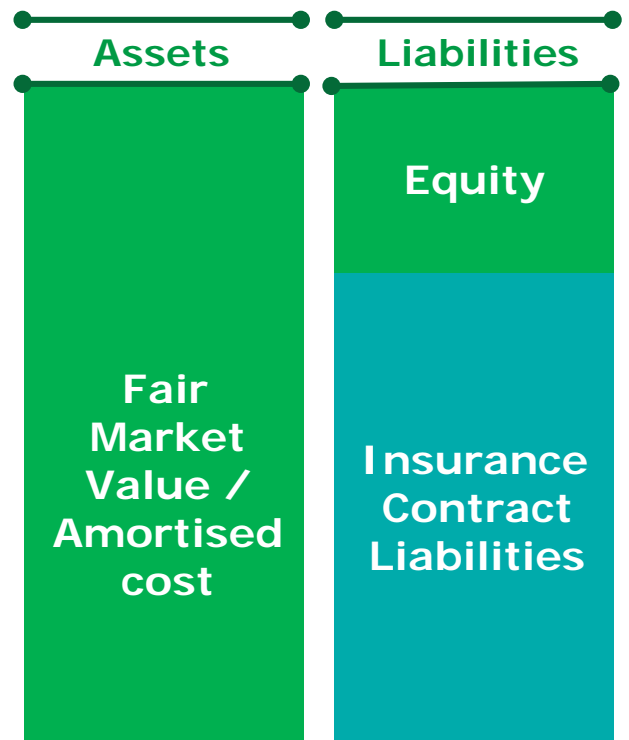 Assets
Liabilities
Equity
Fair
Market
Value /
Amortised
cost
Insurance
Contract
Liabilities